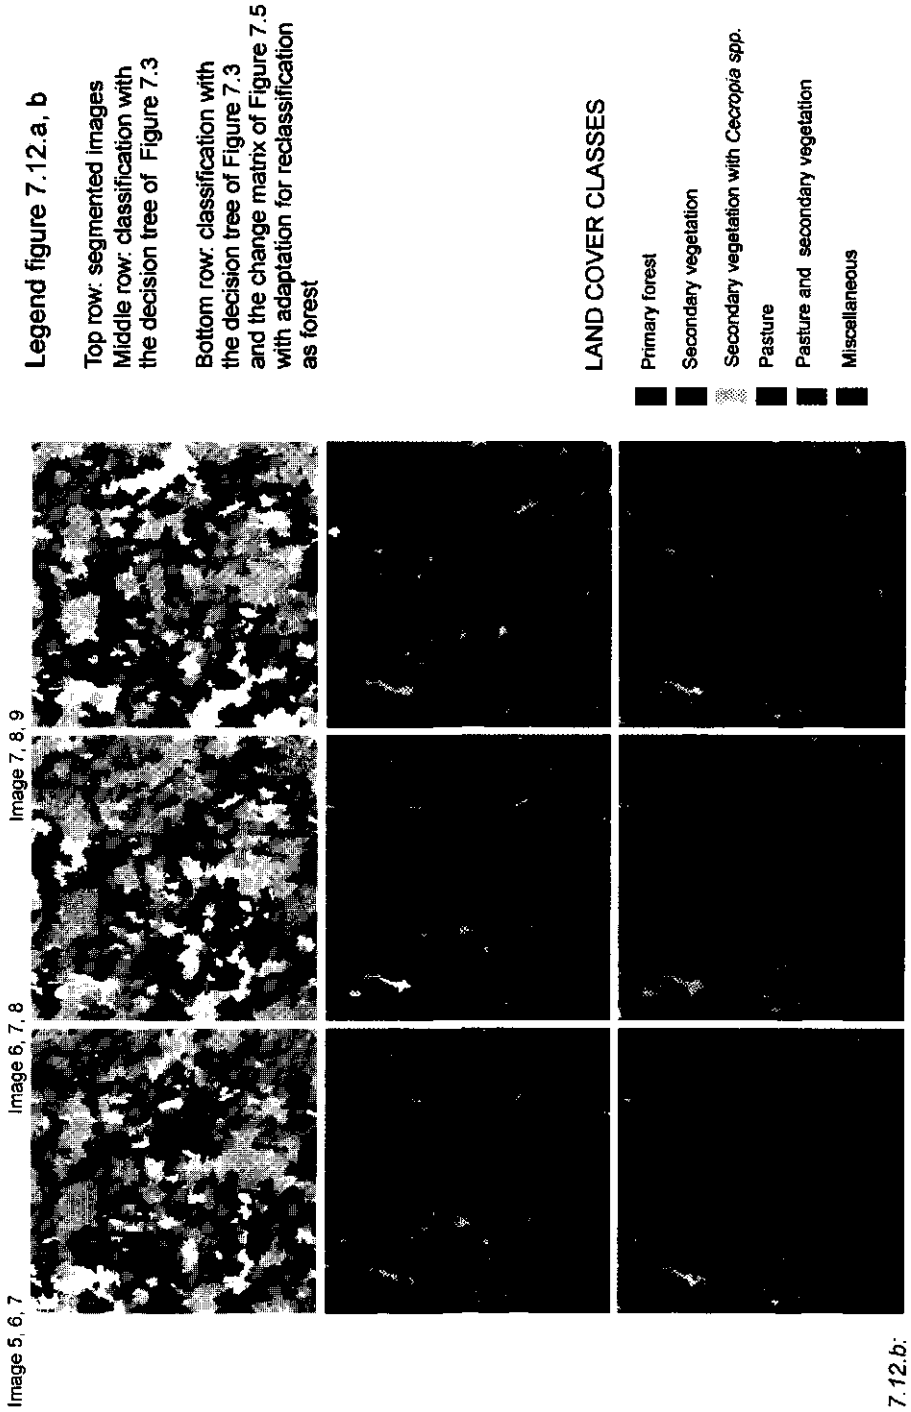 Image 5, 6, 7
Image 6, 7, 8
Image 7, 8, 9
7.12.b:
Legend figure 7.12.a, b
Top row: segmented images
Middle row: classification with
the decision tree of Figure 7.3
Bottom row: classification with
the decision tree of Figure 7.3
and the change matrix of Figure 7.5
with adaptation for reclassification
as forest
LAND COVER CLASSES
Primary forest
Secondary vegetation
Secondary vegetation with Cecropia spp.
Pasture
Pasture and secondary vegetation
Miscellaneous